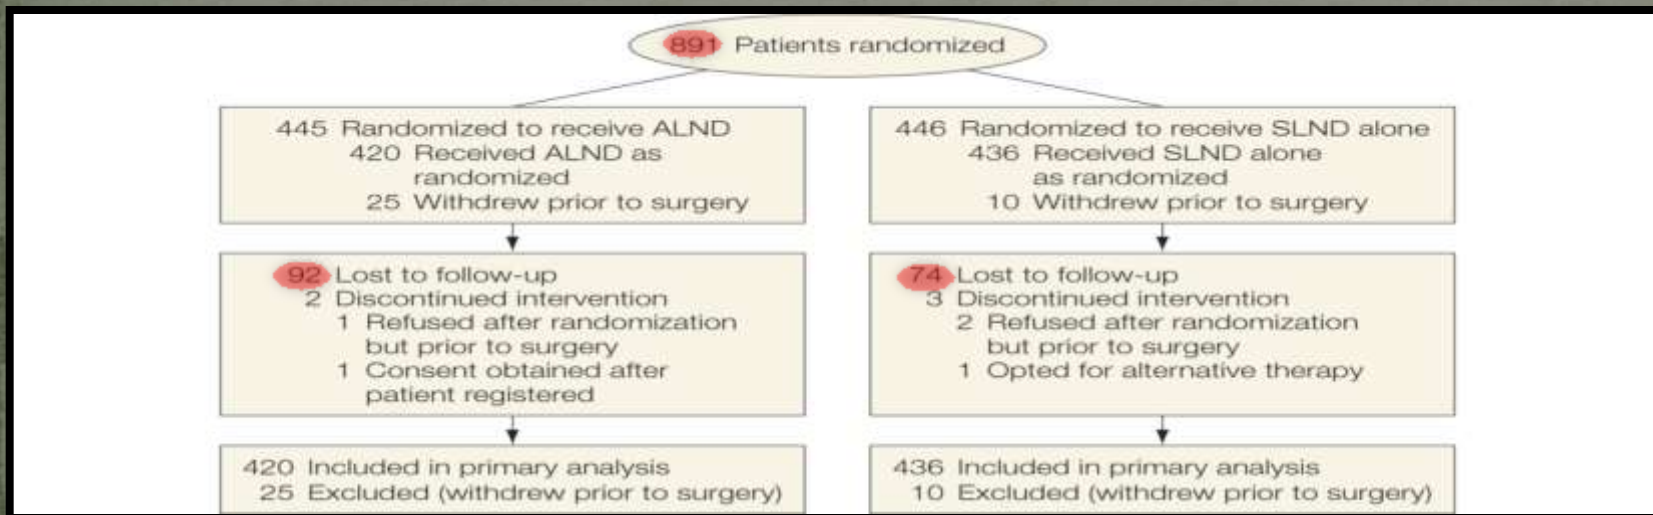 891 Patients randomized
445 Randomized to receive ALND
420 Received ALND as
randomized
25 Withdrew prior to surgery
446 Randomized to receive SLND alone
436 Received SLND alone
as randomized
10 Withdrew prior to surgery
92 Lost to follow-up
2 Discontinued intervention
1 Refused after randomization
but prior to surgery
1 Consent obtained after
patient registered
74 Lost to follow-up
3 Discontinued intervention
2 Refused after randomization
but prior to surgery
1 Opted for alternative therapy
420 Included in primary analysis
25 Excluded (withdrew prior to surgery)
436 Included in primary analysis
10 Excluded (withdrew prior to surgery)